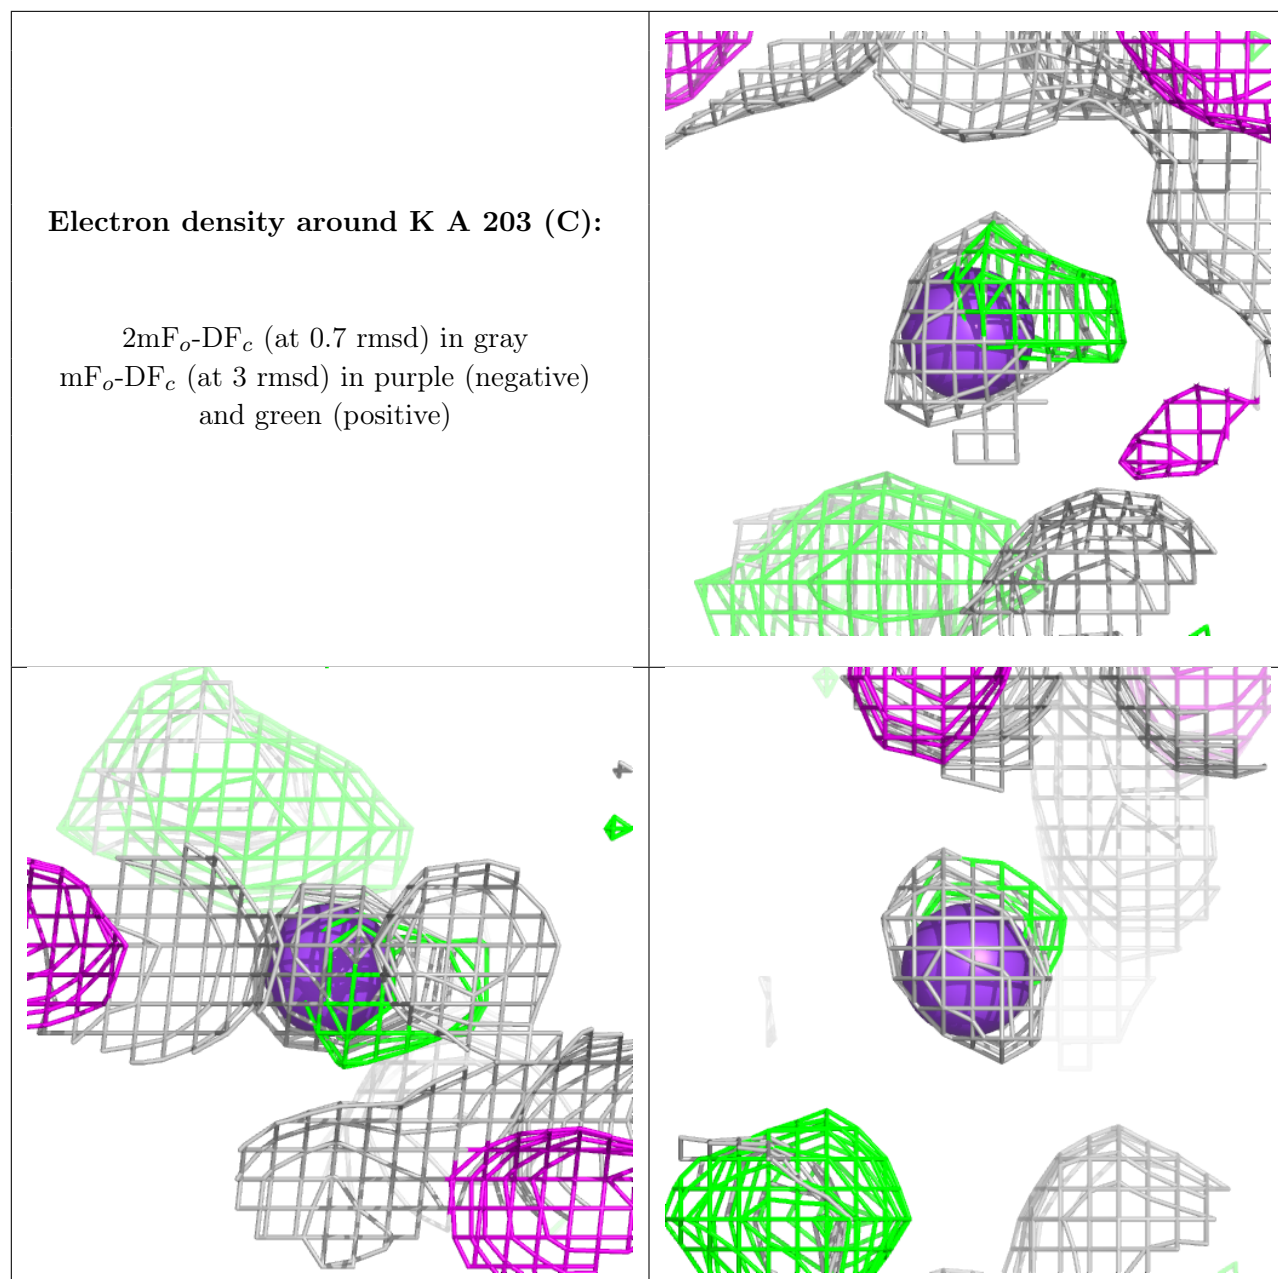 Electron density around K A 203 (C):
2mFo-DFc (at 0.7 rmsd) in gray
mFo-DFc (at 3 rmsd) in purple (negative)
and green (positive)